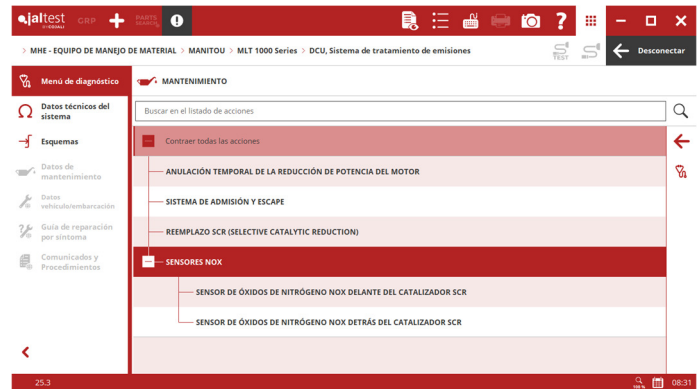 jaltest
GRP
PARTS
SEARCH
> MHE - EQUIPO DE MANEJO DE MATERIAL > MANITOU > MLT 1000 Series > DCU, Sistema de tratamiento de emisiones
TEST
Desconectar
Menú de diagnóstico
MANTENIMIENTO
Datos técnicos del
sistema
Buscar en el listado de acciones
Esquemas
Contraer todas las acciones
Datos de
mantenimiento
ANULACIÓN TEMPORAL DE LA REDUCCIÓN DE POTENCIA DEL MOTOR
Datos
vehículo/embarcación
SISTEMA DE ADMISIÓN Y ESCAPE
Guía de reparación
por síntoma
REEMPLAZO SCR (SELECTIVE CATALYTIC REDUCTION)
Comunicados y
Procedimientos
SENSORES NOX
SENSOR DE ÓXIDOS DE NITRÓGENO NOX DELANTE DEL CATALIZADOR SCR
SENSOR DE ÓXIDOS DE NITRÓGENO NOX DETRÁS DEL CATALIZADOR SCR
25.3
100 %
08:31